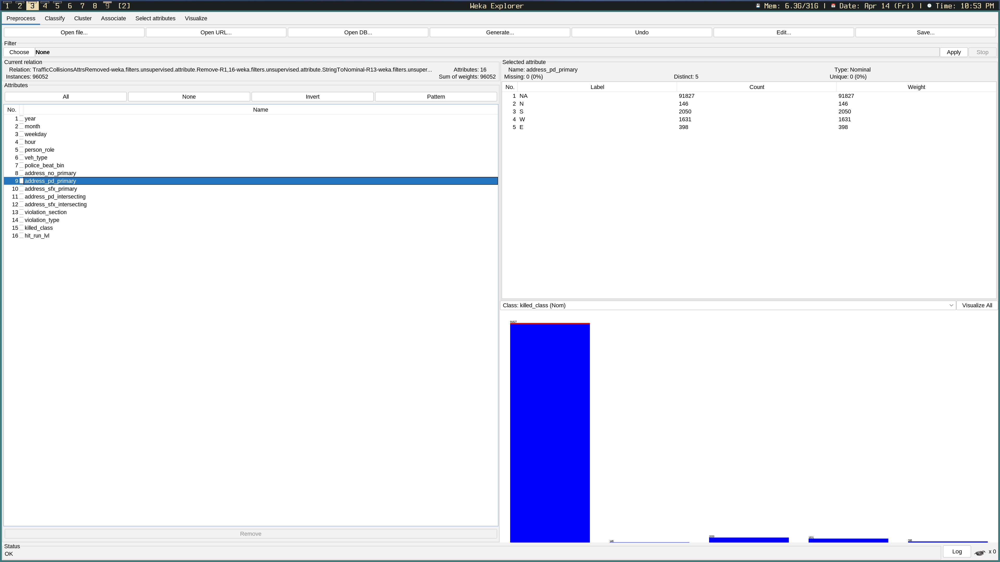 1 2 3 4 5 6 7 8 9 [2] Weka Explorer Mem: 6.3G/31G | Date: Apr 14 (Fri) | Time: 10:53 PM
Preprocess Classify Cluster Associate Select attributes Visualize
Open file... Open URL... Open DB... Generate... Undo Edit... Save...
Filter
Choose None Apply Stop
Current relation
Relation: TrafficCollisionsAttrsRemoved-weka.filters.unsupervised.attribute.Remove-R1,16-weka.filters.unsupervised.attribute.StringToNominal-R13-weka.filters.unsuper... Attributes: 16
Instances: 96052 Sum of weights: 96052
Attributes
All None Invert Pattern
No. Name
1 year
2 month
3 weekday
4 hour
5 person_role
6 veh_type
7 police_beat_bin
8 address_no_primary
9 address_pd_primary
10 address_sfx_primary
11 address_pd_intersecting
12 address_sfx_intersecting
13 violation_section
14 violation_type
15 killed_class
16 hit_run_lvl
Remove
Selected attribute
Name: address_pd_primary Type: Nominal
Missing: 0 (0%) Distinct: 5 Unique: 0 (0%)
No. Label Count Weight
1 NA 91827 91827
2 N 146 146
3 S 2050 2050
4 W 1631 1631
5 E 398 398
Class: killed_class (Nom) Visualize All
91827
146 2050 1631 398
Status
OK Log x 0